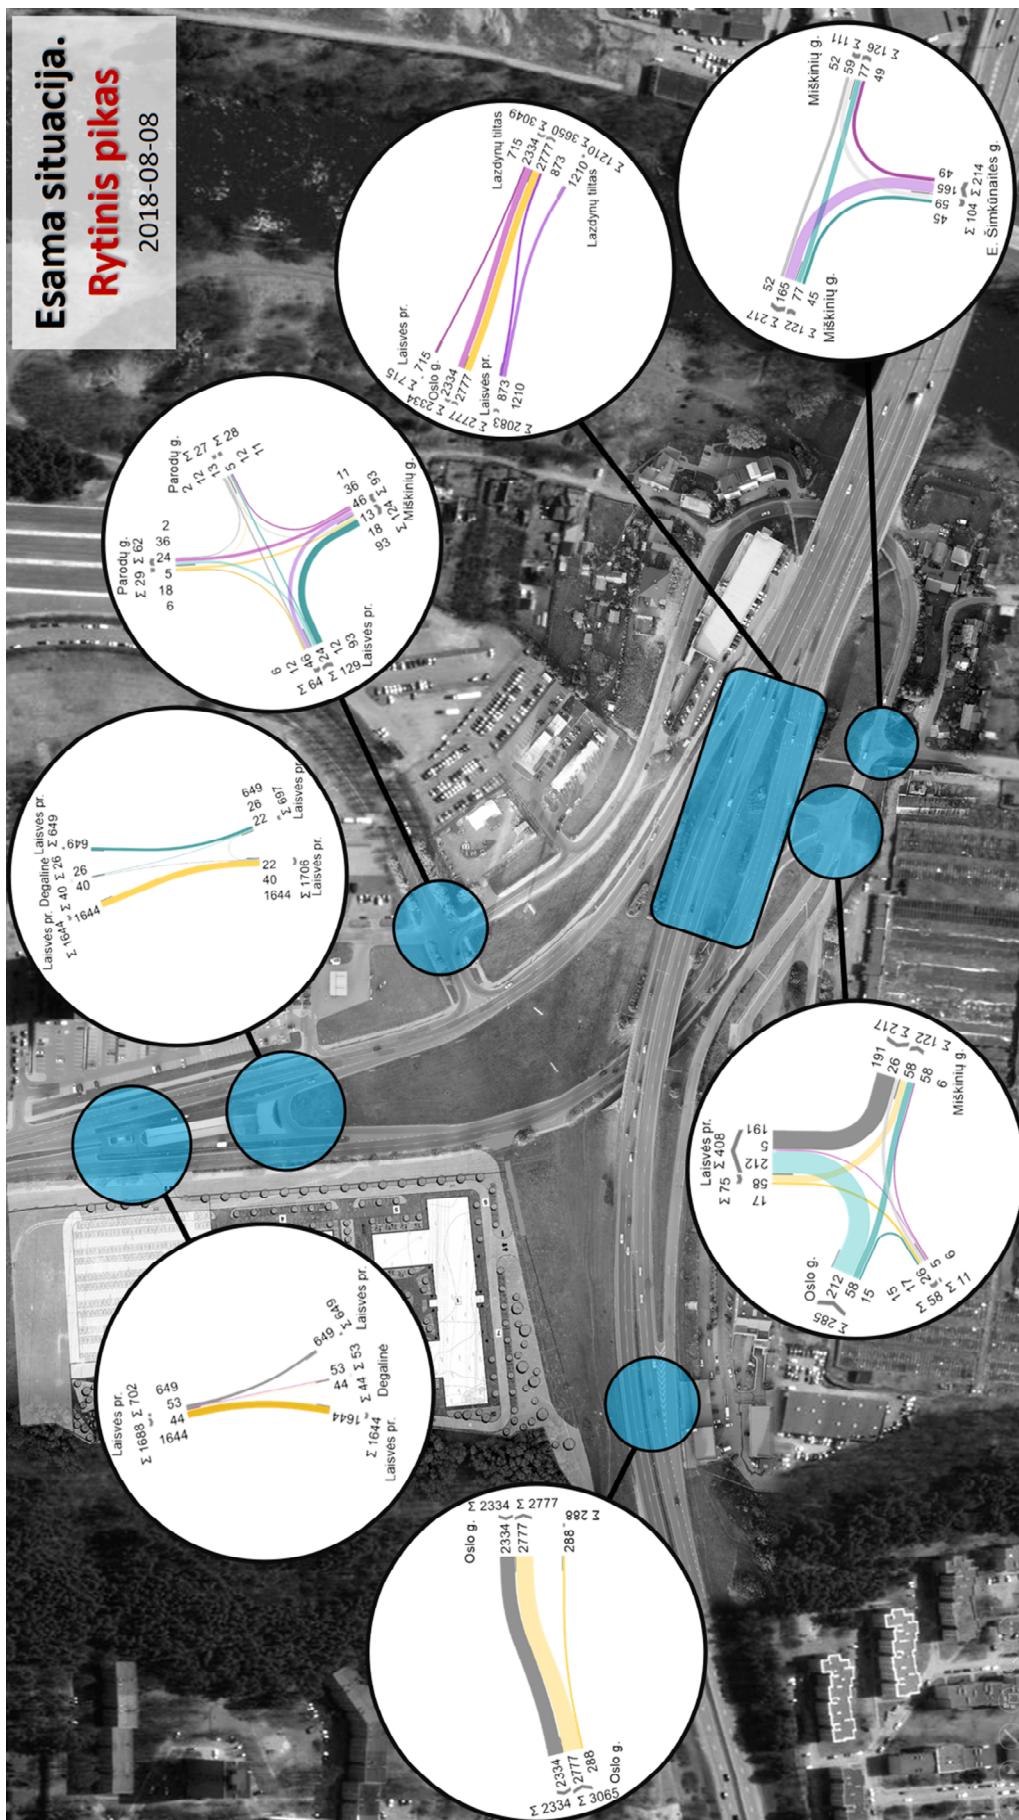 Esama situacija.
Rytinis pikas
2018-08-08
Miškinių g.
Σ 126 Σ 111
52
59
77
49
49
165
59
45
Σ 104 Σ 214
E. Šimkūnaitės g.
52
165
77
45
Σ 122 Σ 217
Miškinių g.
Lazdynų tiltas
715
2334
2777
873
1210
Σ 3049
Σ 3650
Σ 1210
Lazdynų tiltas
Laisvės pr.
715
Σ 715
Oslo g.
2334
2777
Σ 2777 Σ 2334
Laisvės pr.
873
1210
Σ 2083
Parodų g.
Σ 27 Σ 28
2
12
13
5
12
11
Parodų g.
Σ 29 Σ 62
2
36
24
5
18
6
11
36
46
13
18
93
Σ 93
Σ 124
Miškinių g.
6
12
46
24
12
93
Σ 64 Σ 129
Laisvės pr.
Laisvės pr. Degalinė Laisvės pr.
Σ 1644 Σ 40 Σ 26 Σ 649
649
26
40
1644
649
26
22
Σ 697
Laisvės pr.
22
40
1644
Σ 1706
Laisvės pr.
Laisvės pr.
Σ 75 Σ 408
191
5
212
58
17
191
26
58
58
6
Σ 122 Σ 217
Miškinių g.
Oslo g.
212
58
15
Σ 285
15
17
26
5
6
Σ 58 Σ 11
Laisvės pr.
Σ 1688 Σ 702
649
53
44
1644
649
Σ 649
Laisvės pr.
53
44
Σ 44 Σ 53
Degalinė
1644
Σ 1644
Laisvės pr.
Oslo g.
Σ 2334 Σ 2777
2334
2777
288
Σ 288
2334
2777
288
Σ 2334 Σ 3065
Oslo g.